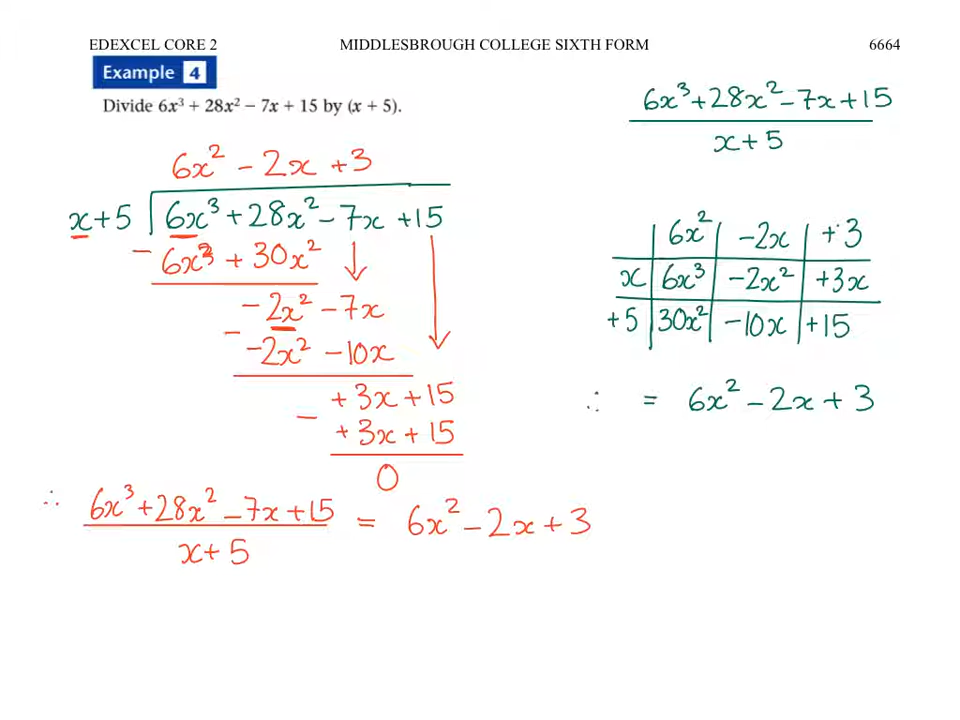 EDEXCEL CORE 2 MIDDLESBROUGH COLLEGE SIXTH FORM 6664
Example 4
Divide 6x³ + 28x² − 7x + 15 by (x + 5).
6x² − 2x + 3
x + 5 6x³ + 28x² − 7x + 15
− 6x³ + 30x² ↓
− 2x² − 7x
− −2x² − 10x
+ 3x + 15
− + 3x + 15
0
∴ 6x³ + 28x² − 7x + 15 = 6x² − 2x + 3
x + 5
6x³ + 28x² − 7x + 15
x + 5
6x² −2x +3
x 6x³ −2x² +3x
+5 30x² −10x +15
∴ = 6x² − 2x + 3